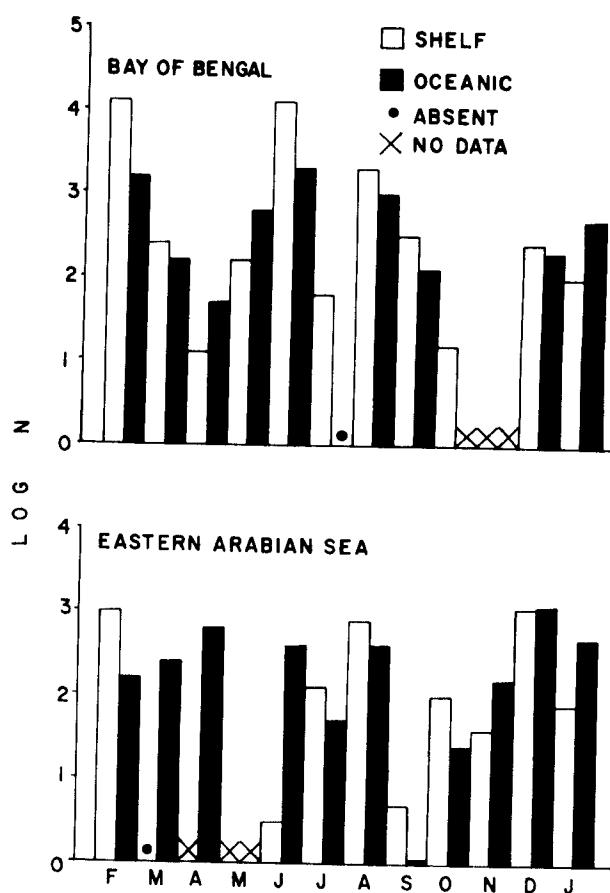 BAY OF BENGAL
SHELF
OCEANIC
ABSENT
NO DATA
5
4
3
2
1
0
LOG N
EASTERN ARABIAN SEA
4
3
2
1
0
F M A M J J A S O N D J